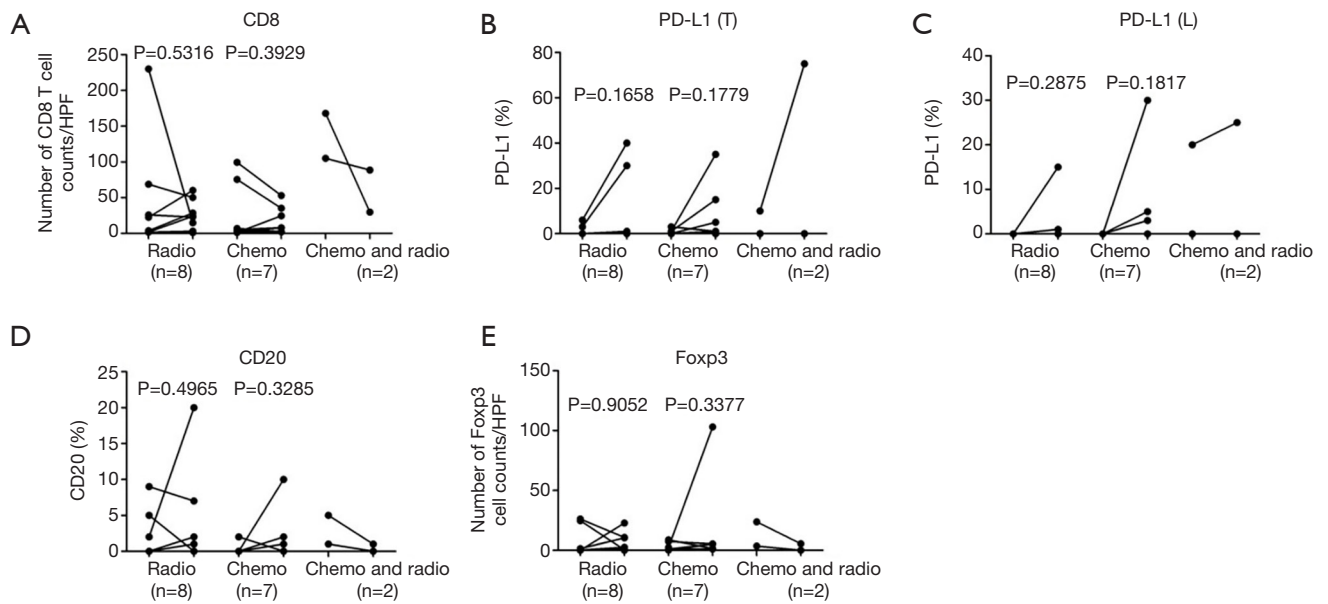 A
CD8
P=0.5316
P=0.3929
Number of CD8 T cell
counts/HPF
250
200
150
100
50
0
Radio
(n=8)
Chemo
(n=7)
Chemo and radio
(n=2)
B
PD-L1 (T)
P=0.1658
P=0.1779
PD-L1 (%)
80
60
40
20
0
Radio
(n=8)
Chemo
(n=7)
Chemo and radio
(n=2)
C
PD-L1 (L)
P=0.2875
P=0.1817
PD-L1 (%)
40
30
20
10
0
Radio
(n=8)
Chemo
(n=7)
Chemo and radio
(n=2)
D
CD20
P=0.4965
P=0.3285
CD20 (%)
25
20
15
10
5
0
Radio
(n=8)
Chemo
(n=7)
Chemo and radio
(n=2)
E
Foxp3
P=0.9052
P=0.3377
Number of Foxp3
cell counts/HPF
150
100
50
0
Radio
(n=8)
Chemo
(n=7)
Chemo and radio
(n=2)